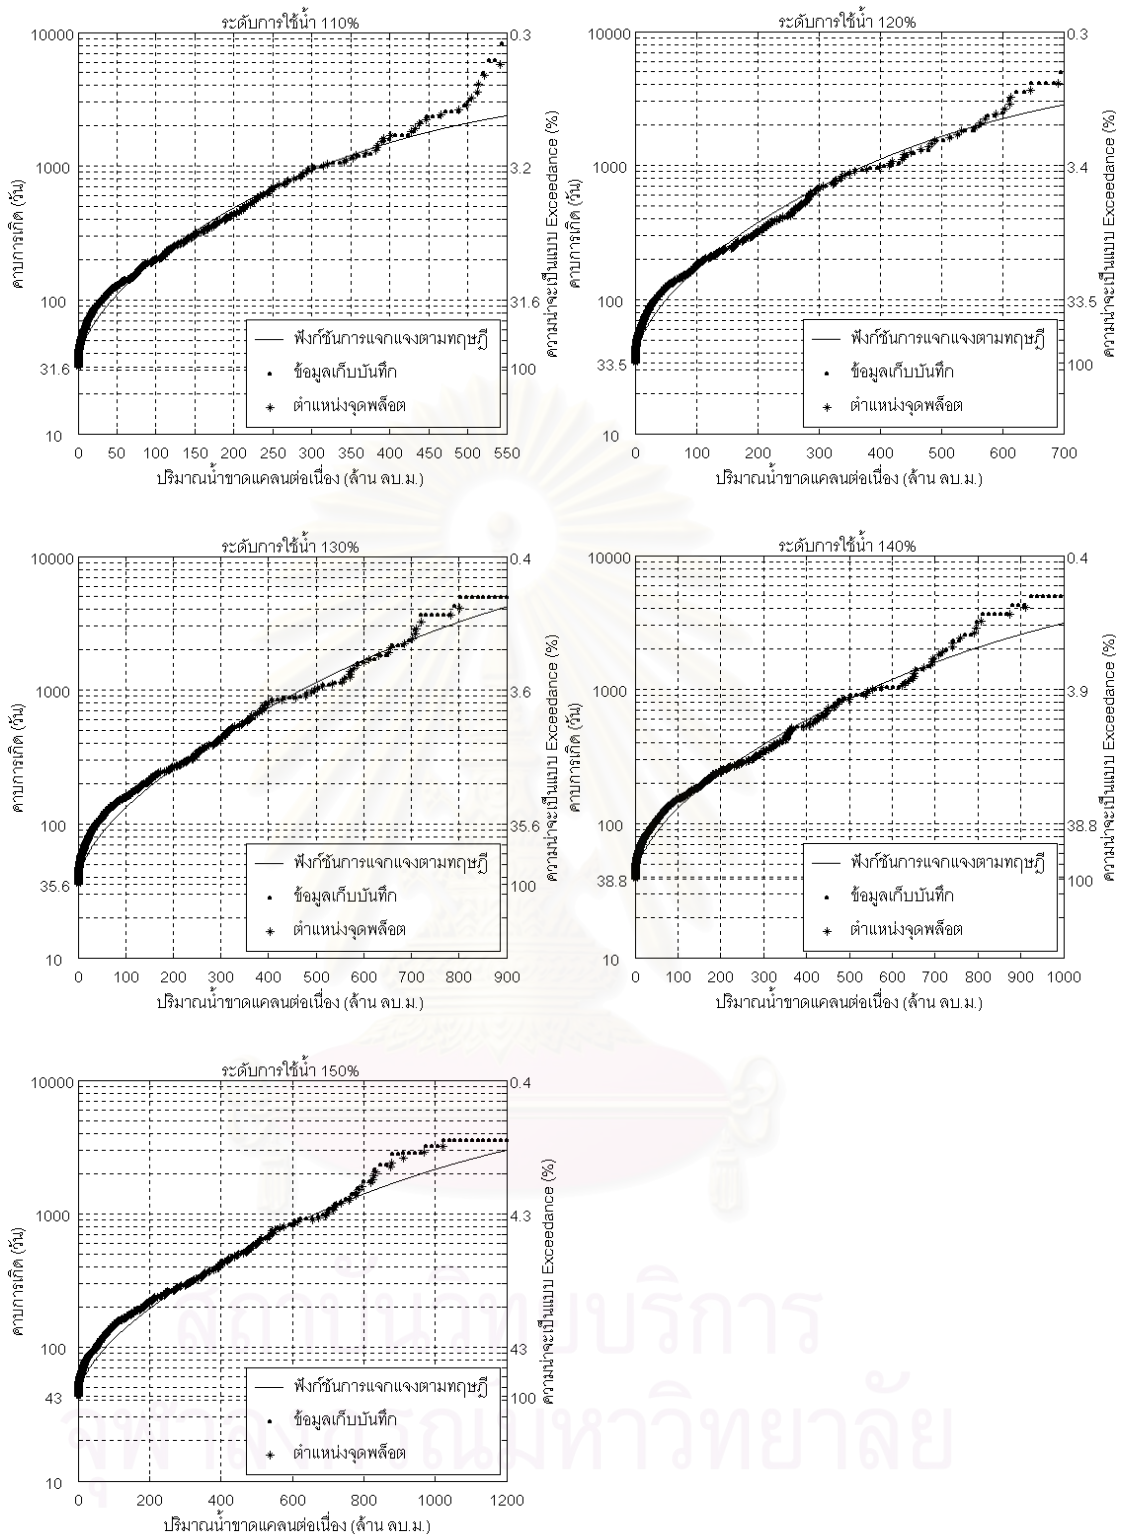 ระดับการใช้น้ำ 110%
10000
1000
100
31.6
10
0.3
3.2
31.6
100
คาบการเกิด (วัน)
ความน่าจะเป็นแบบ Exceedance (%)
ฟังก์ชันการแจกแจงตามทฤษฎี
ข้อมูลเก็บบันทึก
ตำแหน่งจุดพล็อต
0 50 100 150 200 250 300 350 400 450 500 550
ปริมาณน้ำขาดแคลนต่อเนื่อง (ล้าน ลบ.ม.)
ระดับการใช้น้ำ 120%
10000
1000
100
33.5
10
0.3
3.4
33.5
100
คาบการเกิด (วัน)
ความน่าจะเป็นแบบ Exceedance (%)
ฟังก์ชันการแจกแจงตามทฤษฎี
ข้อมูลเก็บบันทึก
ตำแหน่งจุดพล็อต
0 100 200 300 400 500 600 700
ปริมาณน้ำขาดแคลนต่อเนื่อง (ล้าน ลบ.ม.)
ระดับการใช้น้ำ 130%
10000
1000
100
35.6
10
0.4
3.6
35.6
100
คาบการเกิด (วัน)
ความน่าจะเป็นแบบ Exceedance (%)
ฟังก์ชันการแจกแจงตามทฤษฎี
ข้อมูลเก็บบันทึก
ตำแหน่งจุดพล็อต
0 100 200 300 400 500 600 700 800 900
ปริมาณน้ำขาดแคลนต่อเนื่อง (ล้าน ลบ.ม.)
ระดับการใช้น้ำ 140%
10000
1000
100
38.8
10
0.4
3.9
38.8
100
คาบการเกิด (วัน)
ความน่าจะเป็นแบบ Exceedance (%)
ฟังก์ชันการแจกแจงตามทฤษฎี
ข้อมูลเก็บบันทึก
ตำแหน่งจุดพล็อต
0 100 200 300 400 500 600 700 800 900 1000
ปริมาณน้ำขาดแคลนต่อเนื่อง (ล้าน ลบ.ม.)
ระดับการใช้น้ำ 150%
10000
1000
100
43
10
0.4
4.3
43
100
คาบการเกิด (วัน)
ความน่าจะเป็นแบบ Exceedance (%)
ฟังก์ชันการแจกแจงตามทฤษฎี
ข้อมูลเก็บบันทึก
ตำแหน่งจุดพล็อต
0 200 400 600 800 1000 1200
ปริมาณน้ำขาดแคลนต่อเนื่อง (ล้าน ลบ.ม.)
สถาบันวิทยบริการ
จุฬาลงกรณ์มหาวิทยาลัย